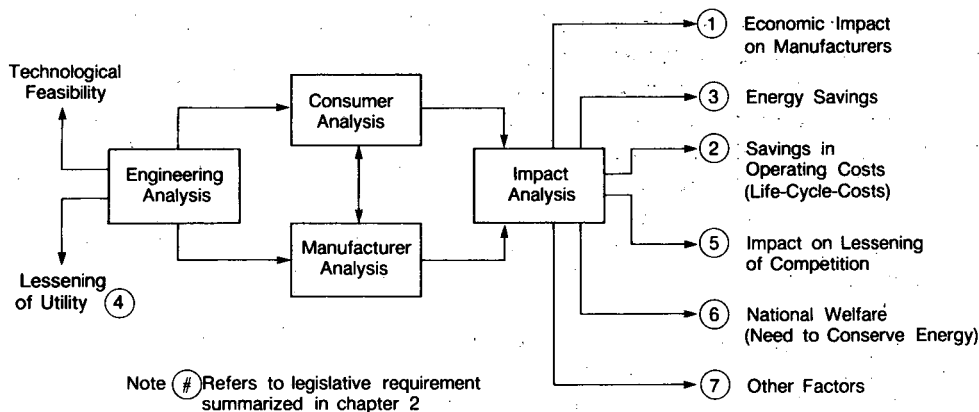 Technological
Feasibility
Engineering
Analysis
Lessening
of Utility 4
Consumer
Analysis
Manufacturer
Analysis
Impact
Analysis
1 Economic Impact
on Manufacturers
3 Energy Savings
2 Savings in
Operating Costs
(Life-Cycle-Costs)
5 Impact on Lessening
of Competition
6 National Welfare
(Need to Conserve Energy)
7 Other Factors
Note # Refers to legislative requirement
summarized in chapter 2